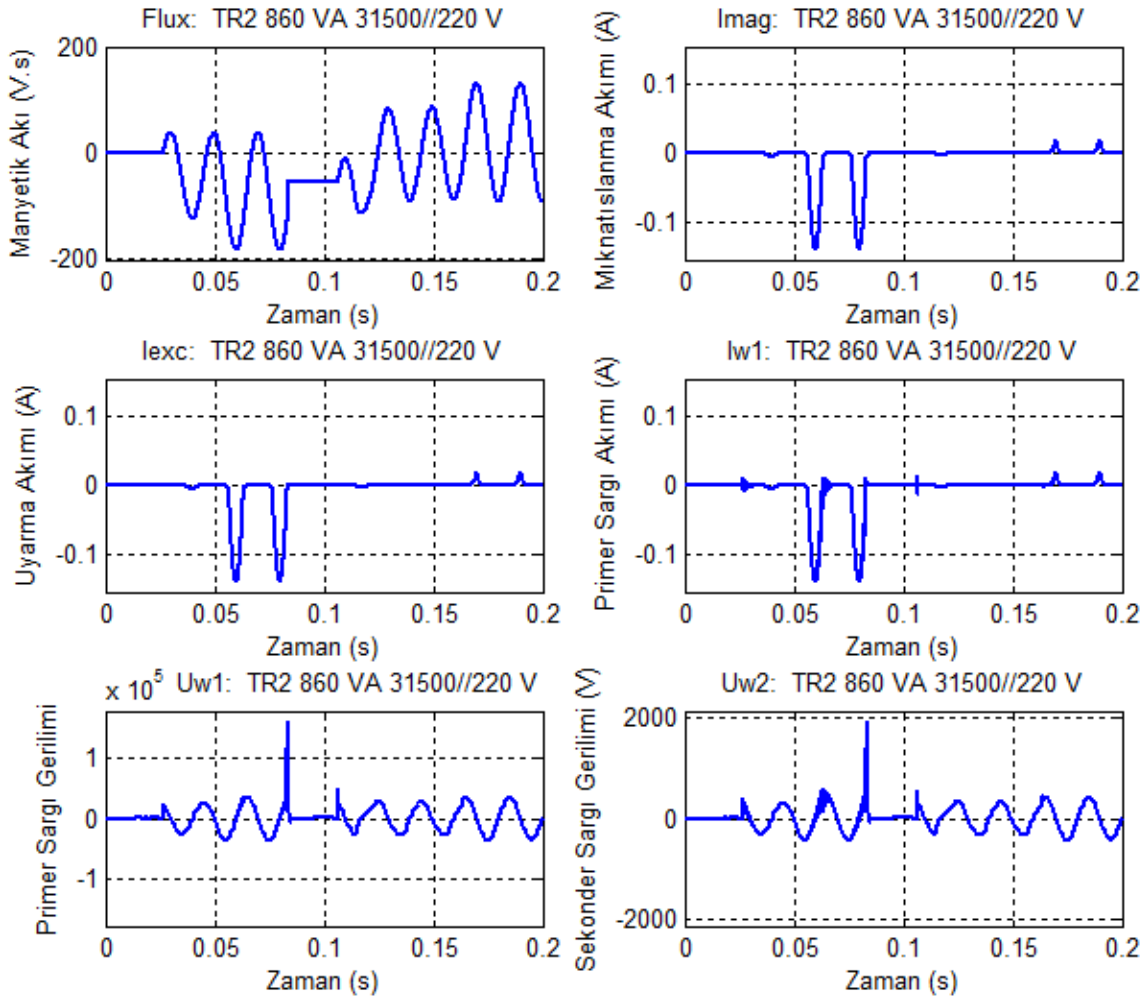 Flux: TR2 860 VA 31500//220 V
Manyetik Akı (V.s)
200
0
-200
0 0.05 0.1 0.15 0.2
Zaman (s)
Imag: TR2 860 VA 31500//220 V
Mıknatıslanma Akımı (A)
0.1
0
-0.1
0 0.05 0.1 0.15 0.2
Zaman (s)
Iexc: TR2 860 VA 31500//220 V
Uyarma Akımı (A)
0.1
0
-0.1
0 0.05 0.1 0.15 0.2
Zaman (s)
Iw1: TR2 860 VA 31500//220 V
Primer Sargı Akımı (A)
0.1
0
-0.1
0 0.05 0.1 0.15 0.2
Zaman (s)
x 10^5 Uw1: TR2 860 VA 31500//220 V
Primer Sargı Gerilimi
1
0
-1
0 0.05 0.1 0.15 0.2
Zaman (s)
Uw2: TR2 860 VA 31500//220 V
Sekonder Sargı Gerilimi (V)
2000
0
-2000
0 0.05 0.1 0.15 0.2
Zaman (s)